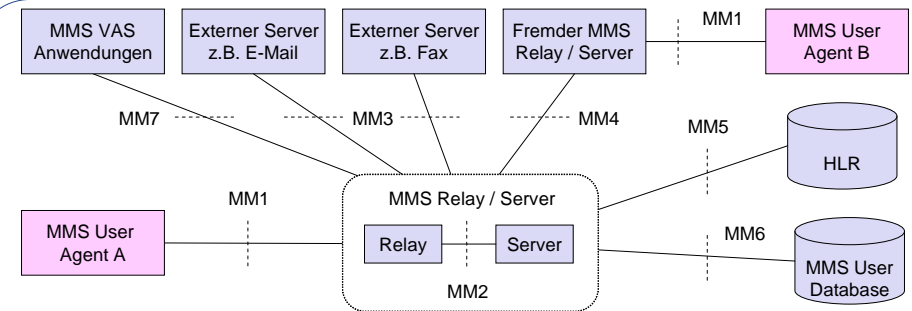 MMS VAS
Anwendungen
Externer Server
z.B. E-Mail
Externer Server
z.B. Fax
Fremder MMS
Relay / Server
MM1
MMS User
Agent B
MM7
MM3
MM4
MM5
HLR
MM1
MMS Relay / Server
MMS User
Agent A
Relay
Server
MM2
MM6
MMS User
Database